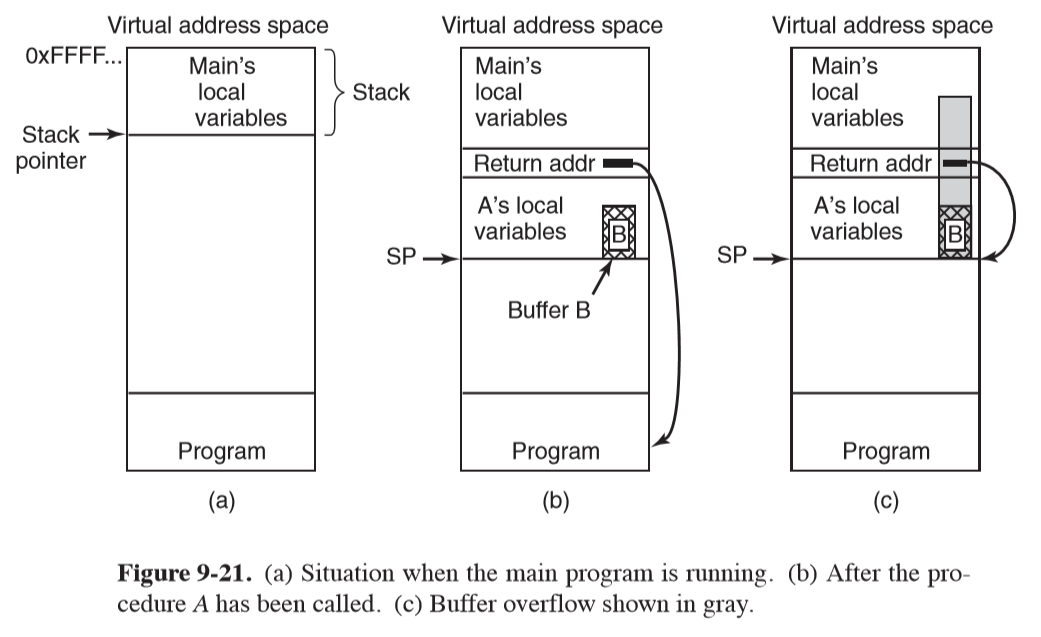 Virtual address space
0xFFFF...
Main's
local
variables
Stack
Stack
pointer
Program
(a)
Virtual address space
Main's
local
variables
Return addr
A's local
variables
B
SP
Buffer B
Program
(b)
Virtual address space
Main's
local
variables
Return addr
A's local
variables
B
SP
Program
(c)
Figure 9-21. (a) Situation when the main program is running. (b) After the pro-
cedure A has been called. (c) Buffer overflow shown in gray.